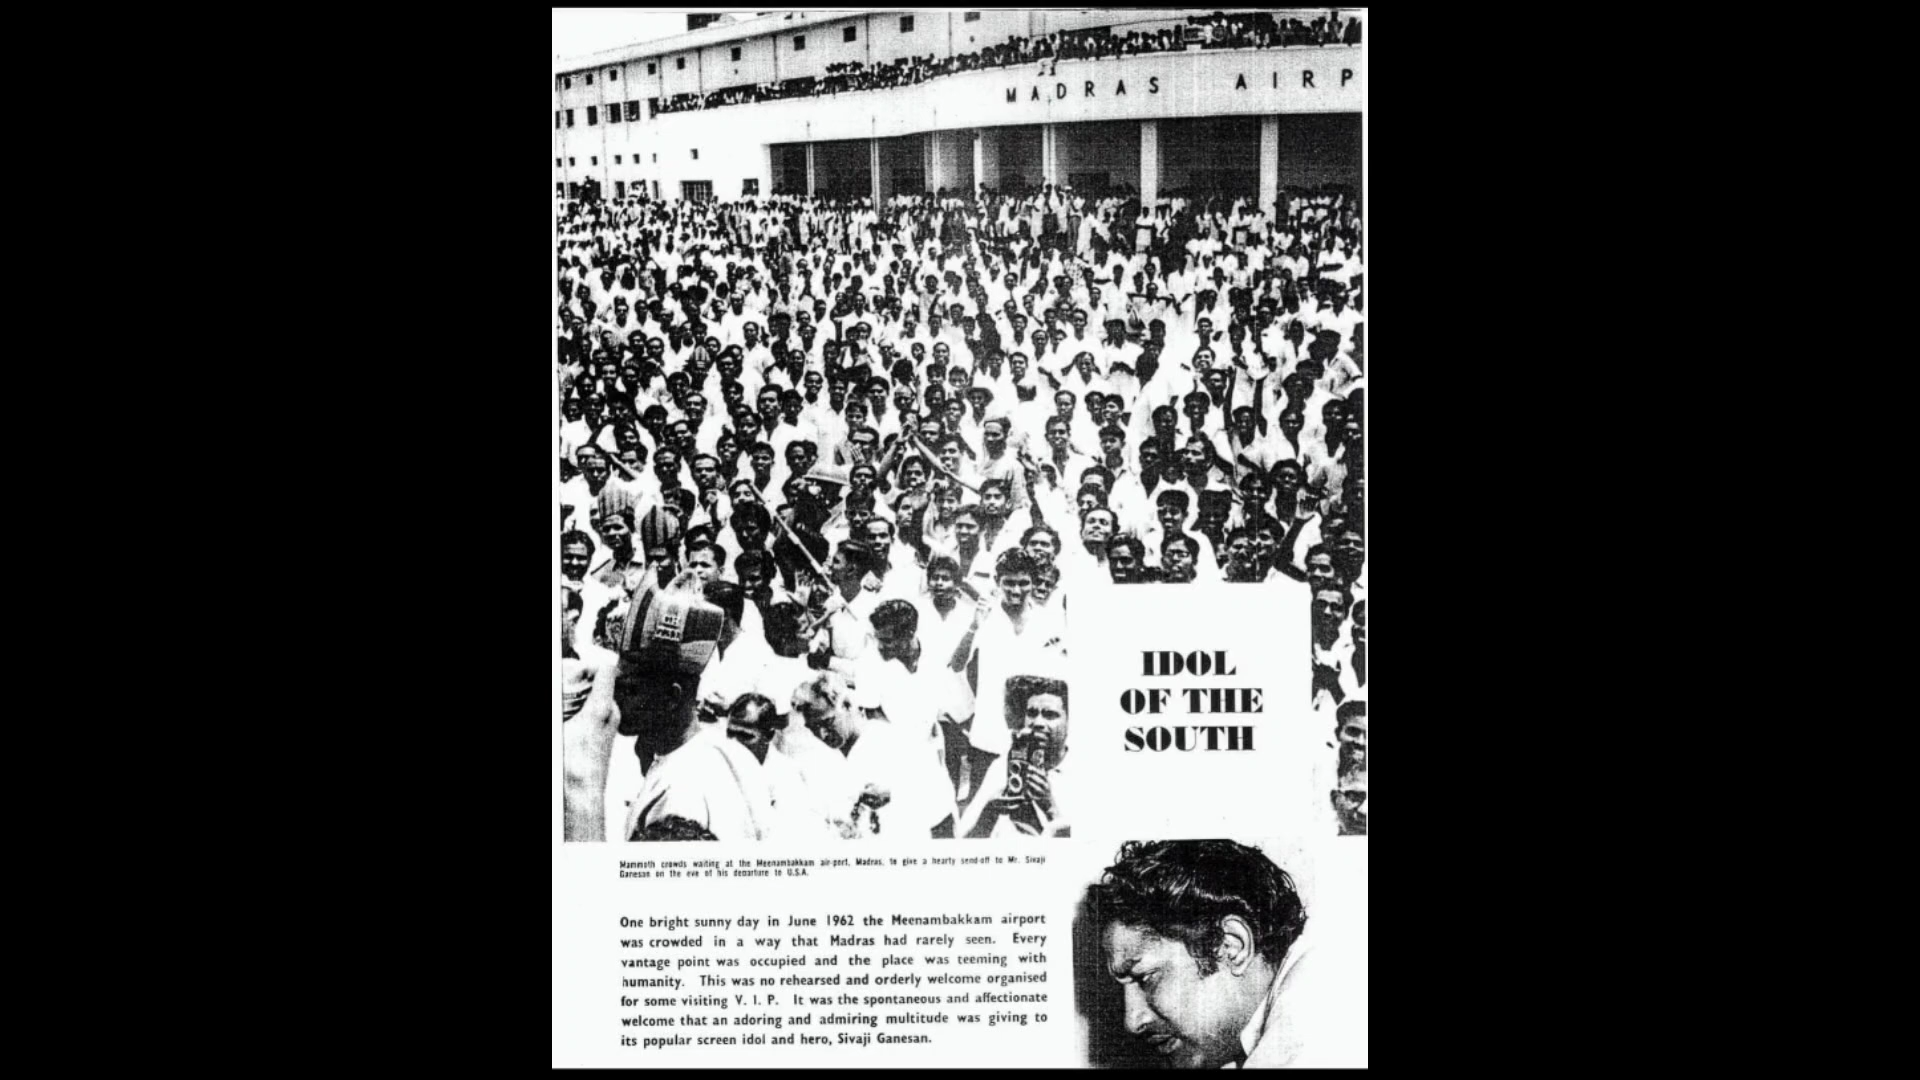 MADRAS AIRP
IDOL
OF THE
SOUTH
Mammoth crowds waiting at the Meenambakkam air-port, Madras, to give a hearty send-off to Mr. Sivaji
Ganesan on the eve of his departure to U.S.A.
One bright sunny day in June 1962 the Meenambakkam airport
was crowded in a way that Madras had rarely seen. Every
vantage point was occupied and the place was teeming with
humanity. This was no rehearsed and orderly welcome organised
for some visiting V. I. P. It was the spontaneous and affectionate
welcome that an adoring and admiring multitude was giving to
its popular screen idol and hero, Sivaji Ganesan.